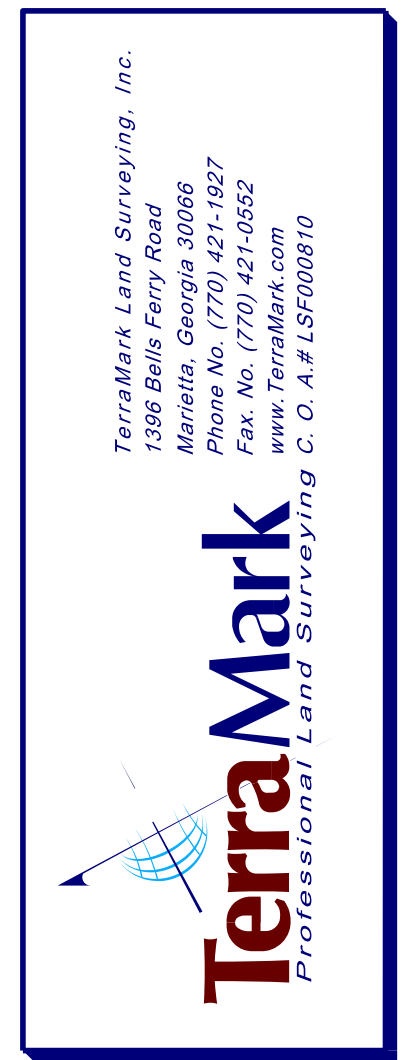 TerraMark Land Surveying, Inc.
1396 Bells Ferry Road
Marietta, Georgia 30066
Phone No. (770) 421-1927
Fax. No. (770) 421-0552
www.TerraMark.com
C. O. A.# LSF000810
TerraMark
Professional Land Surveying